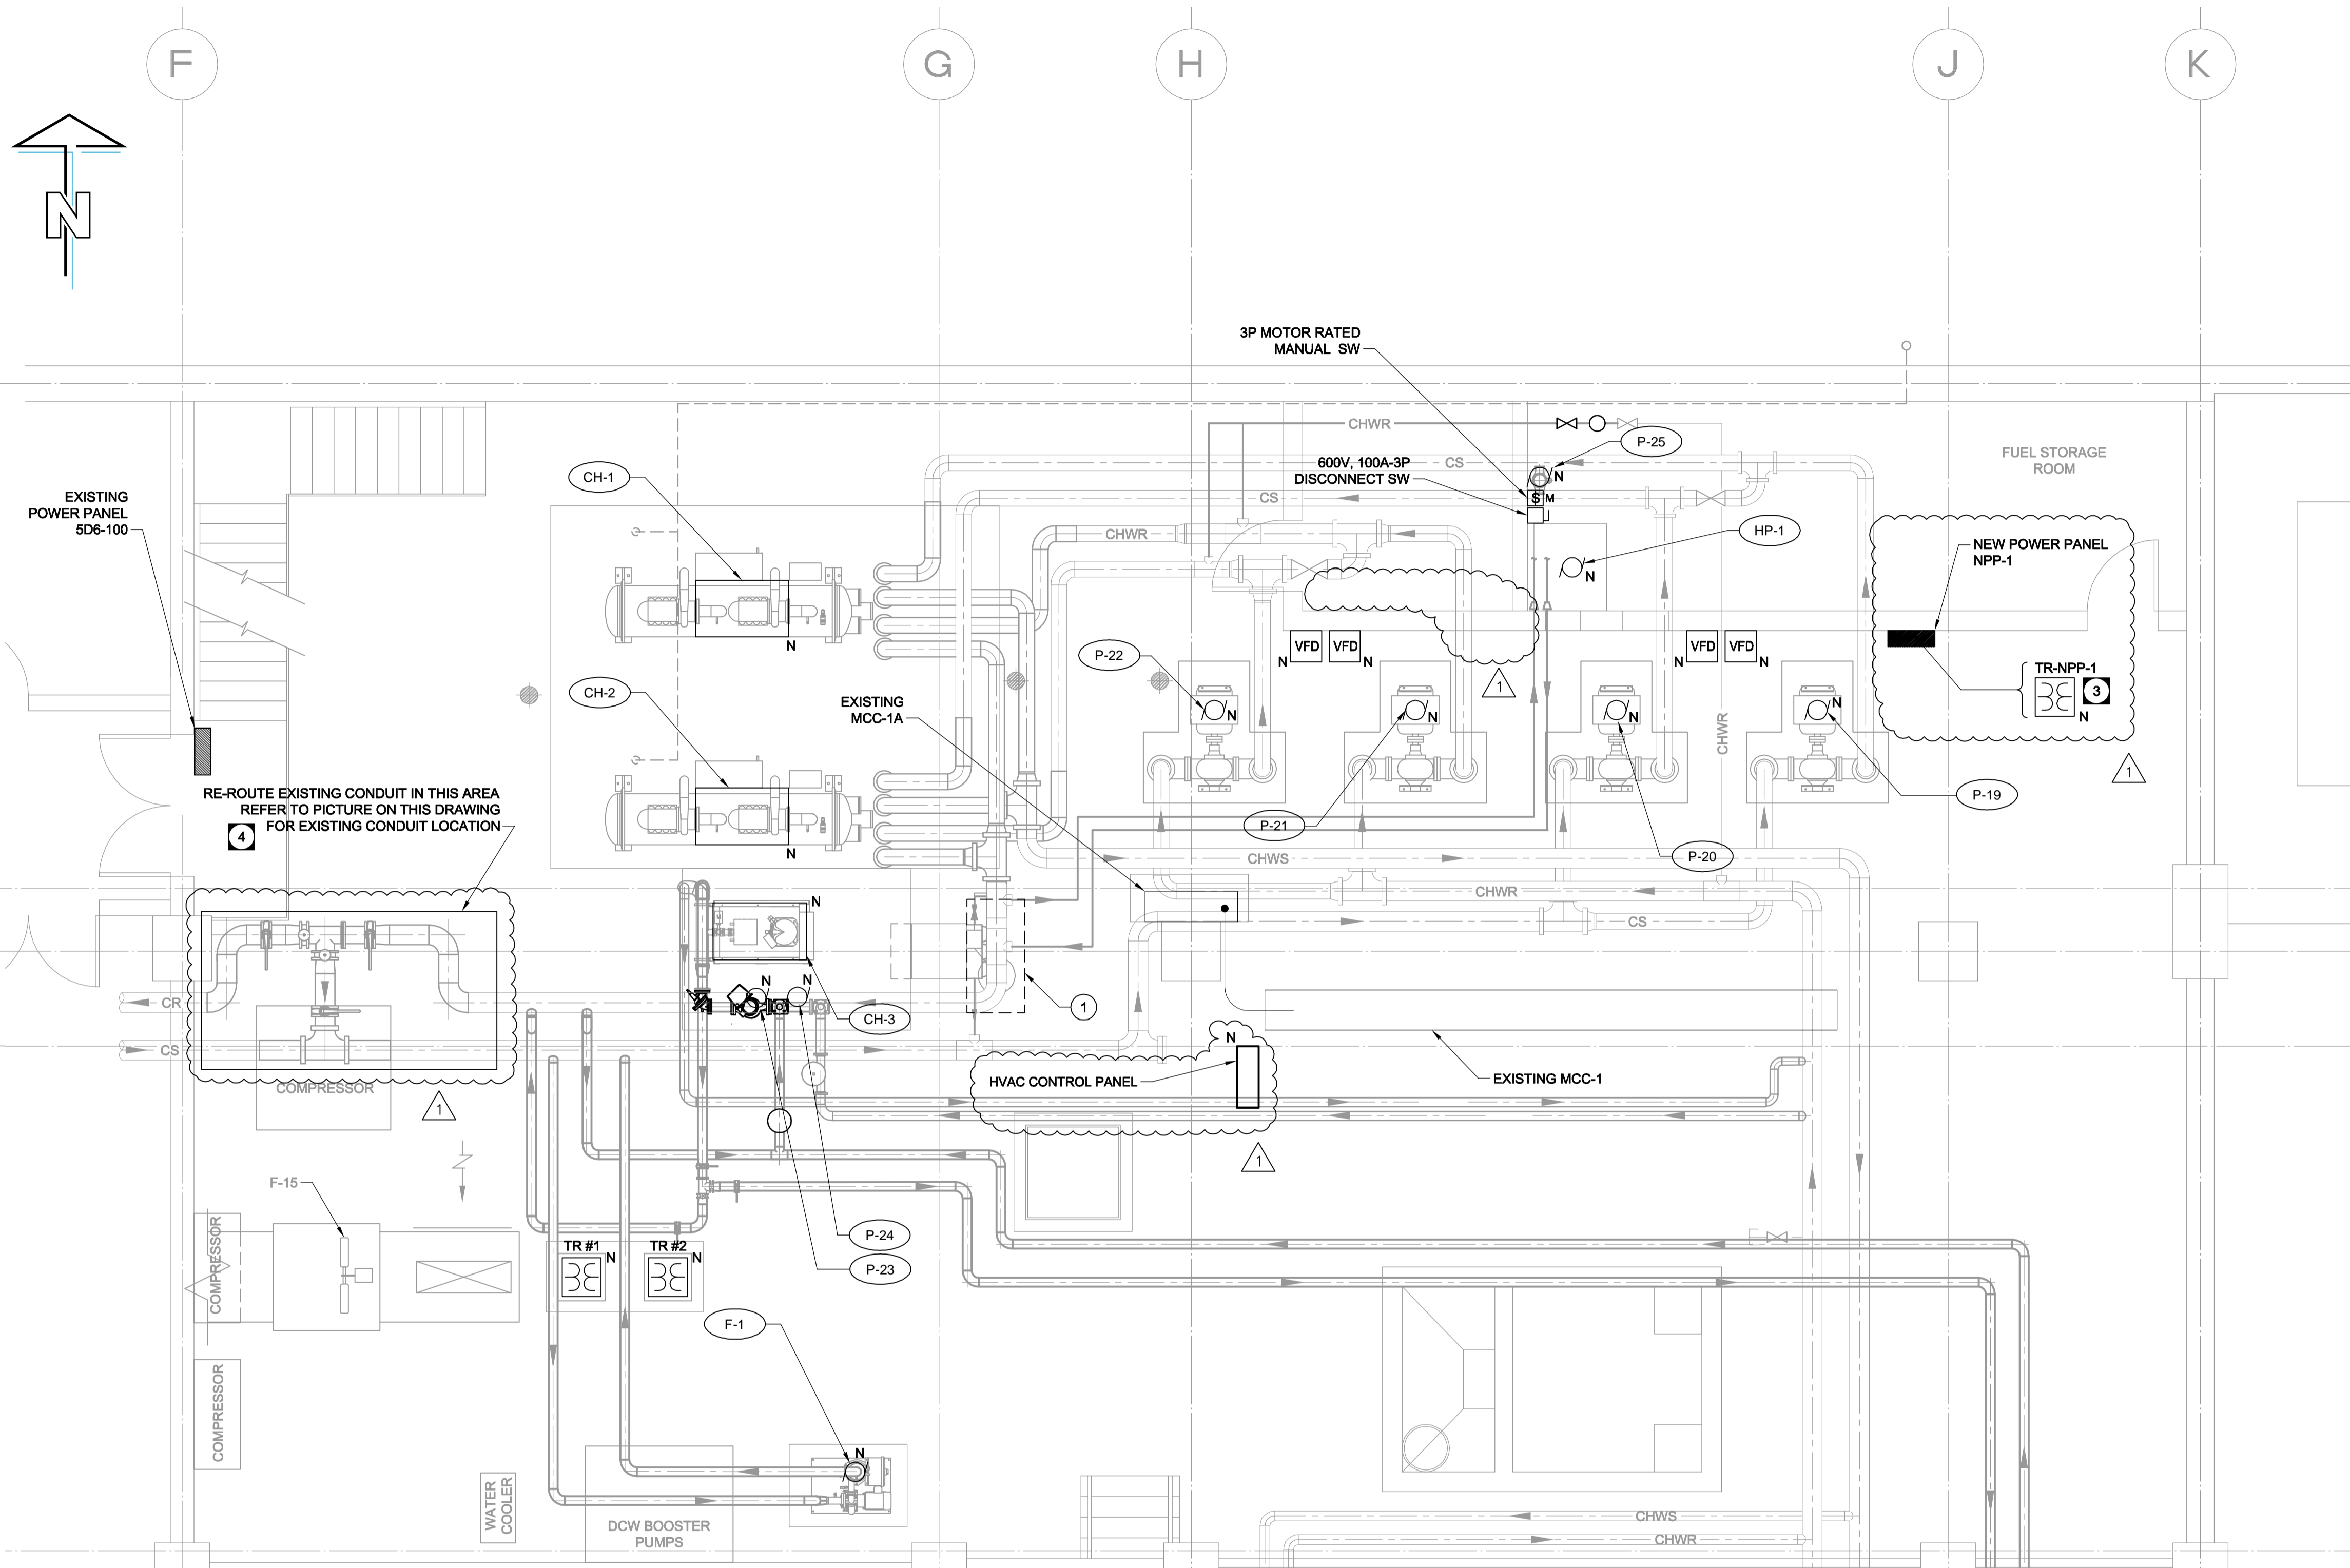 F
G
H
J
K
N
3P MOTOR RATED
MANUAL SW
CHWR
P-25
FUEL STORAGE
ROOM
600V, 100A-3P
DISCONNECT SW
CS
N
CH-1
EXISTING
POWER PANEL
5D6-100
CS
S M
CHWR
HP-1
N
NEW POWER PANEL
NPP-1
N
VFD
VFD
N
N
VFD
VFD
N
N
P-22
1
TR-NPP-1
3
N
CH-2
EXISTING
MCC-1A
N
N
N
N
CHWR
1
RE-ROUTE EXISTING CONDUIT IN THIS AREA
REFER TO PICTURE ON THIS DRAWING
FOR EXISTING CONDUIT LOCATION
4
P-19
P-21
N
CHWS
P-20
CHWR
N
CS
N
N
CR
1
CH-3
CS
N
HVAC CONTROL PANEL
EXISTING MCC-1
COMPRESSOR
1
1
F-15
COMPRESSOR
P-24
TR #1
TR #2
N
N
P-23
F-1
COMPRESSOR
N
WATER
COOLER
DCW BOOSTER
PUMPS
CHWS
CHWR